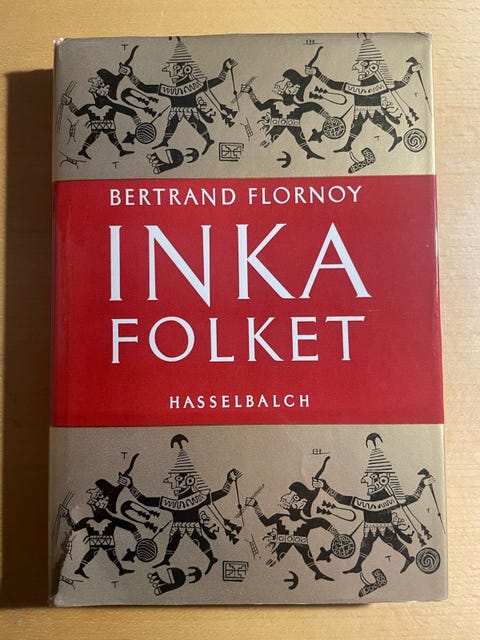 BERTRAND FLORNOY
INKA
FOLKET
HASSELBALCH